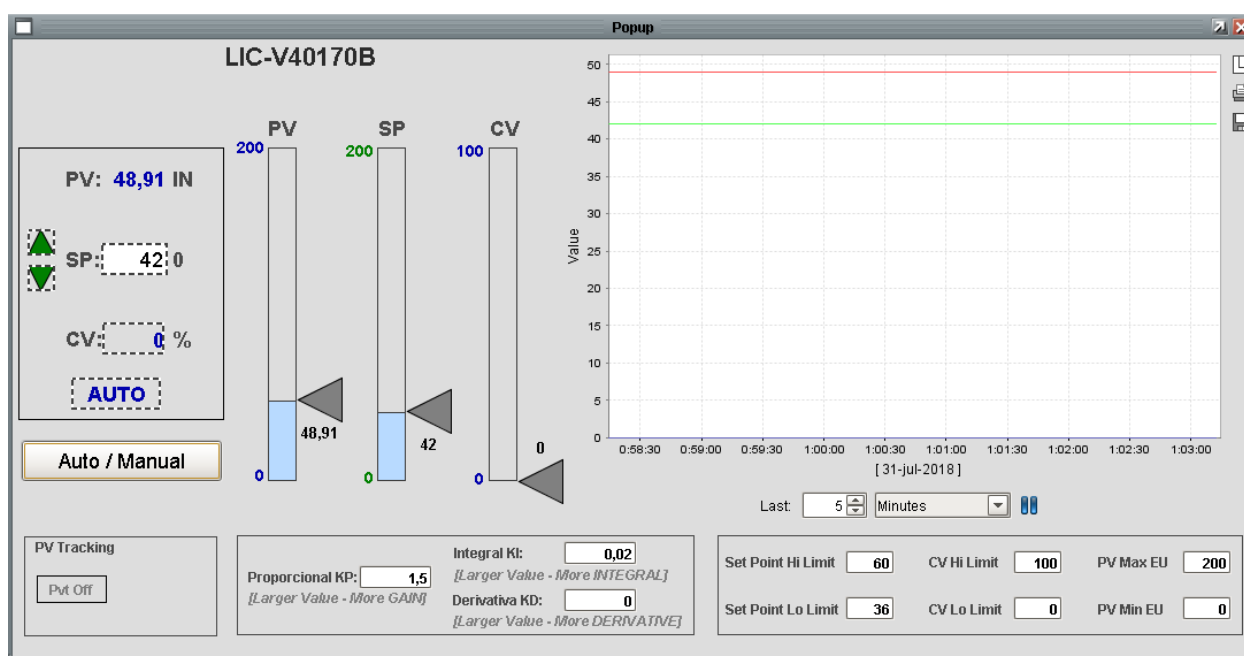 Popup
LIC-V40170B
PV SP CV
200 200 100
PV: 48,91 IN
SP: 42 0
CV: 0 %
AUTO
Auto / Manual
48,91
42
0
0 0 0
50
45
40
35
30
25
20
15
10
5
0
Value
0:58:30 0:59:00 0:59:30 1:00:00 1:00:30 1:01:00 1:01:30 1:02:00 1:02:30 1:03:00
[ 31-jul-2018 ]
Last: 5 Minutes
PV Tracking
Pvt Off
Proporcional KP: 1,5
[Larger Value - More GAIN]
Integral KI: 0,02
[Larger Value - More INTEGRAL]
Derivativa KD: 0
[Larger Value - More DERIVATIVE]
Set Point Hi Limit 60 CV Hi Limit 100 PV Max EU 200
Set Point Lo Limit 36 CV Lo Limit 0 PV Min EU 0